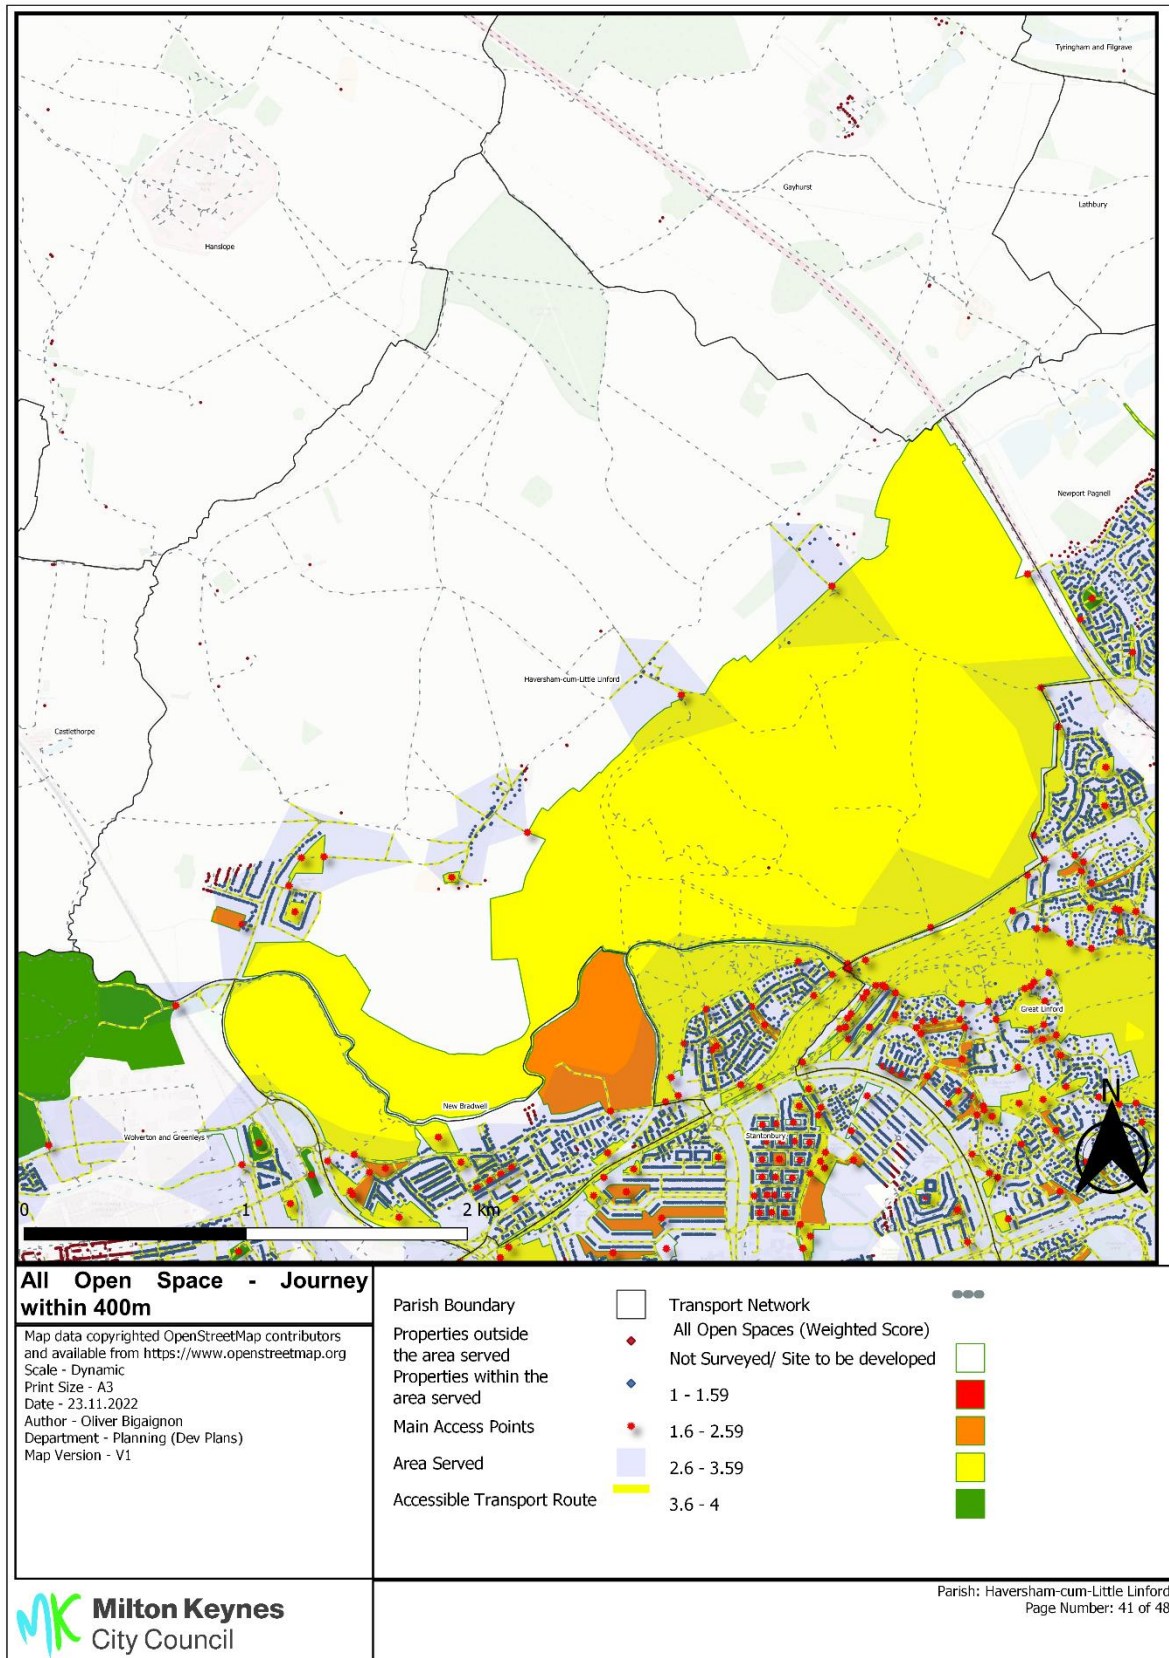 Tyringham and Filgrave
Gayhurst
Lathbury
Hanslope
Newport Pagnell
Haversham-cum-Little Linford
Castlethorpe
Great Linford
New Bradwell
Wolverton and Greenleys
Stantonbury
N
0 1 2 km
All Open Space - Journey
within 400m
Map data copyrighted OpenStreetMap contributors
and available from https://www.openstreetmap.org
Scale - Dynamic
Print Size - A3
Date - 23.11.2022
Author - Oliver Bigaignon
Department - Planning (Dev Plans)
Map Version - V1
Parish Boundary
Properties outside
the area served
Properties within the
area served
Main Access Points
Area Served
Accessible Transport Route
Transport Network
All Open Spaces (Weighted Score)
Not Surveyed/ Site to be developed
1 - 1.59
1.6 - 2.59
2.6 - 3.59
3.6 - 4
MK Milton Keynes
City Council
Parish: Haversham-cum-Little Linford
Page Number: 41 of 48